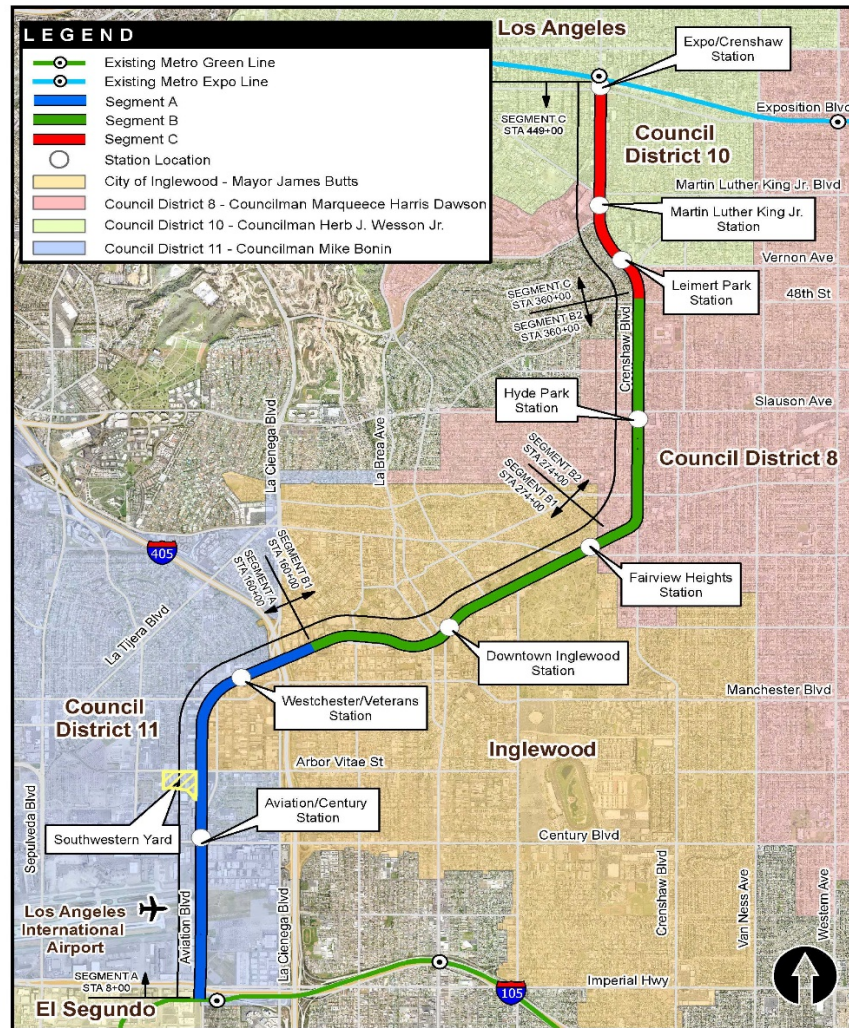 LEGEND
Existing Metro Green Line
Existing Metro Expo Line
Segment A
Segment B
Segment C
Station Location
City of Inglewood - Mayor James Butts
Council District 8 - Councilman Marqueece Harris Dawson
Council District 10 - Councilman Herb J. Wesson Jr.
Council District 11 - Councilman Mike Bonin
Los Angeles
Expo/Crenshaw
Station
Exposition Blvd
SEGMENT C
STA 449+00
Council
District 10
Martin Luther King Jr. Blvd
Martin Luther King Jr.
Station
Vernon Ave
Leimert Park
Station
48th St
SEGMENT C
STA 360+00
SEGMENT B2
STA 360+00
Crenshaw Blvd
Hyde Park
Station
Slauson Ave
La Cienega Blvd
La Brea Ave
Council District 8
SEGMENT B2
STA 274+00
SEGMENT B1
STA 274+00
405
SEGMENT B1
STA 160+00
SEGMENT A
STA 160+00
Fairview Heights
Station
La Tijera Blvd
Downtown Inglewood
Station
Westchester/Veterans
Station
Manchester Blvd
Council
District 11
Inglewood
Arbor Vitae St
Southwestern Yard
Aviation/Century
Station
Century Blvd
Sepulveda Blvd
Aviation Blvd
La Cienega Blvd
Crenshaw Blvd
Van Ness Ave
Western Ave
Los Angeles
International
Airport
SEGMENT A
STA 8+00
El Segundo
105
Imperial Hwy